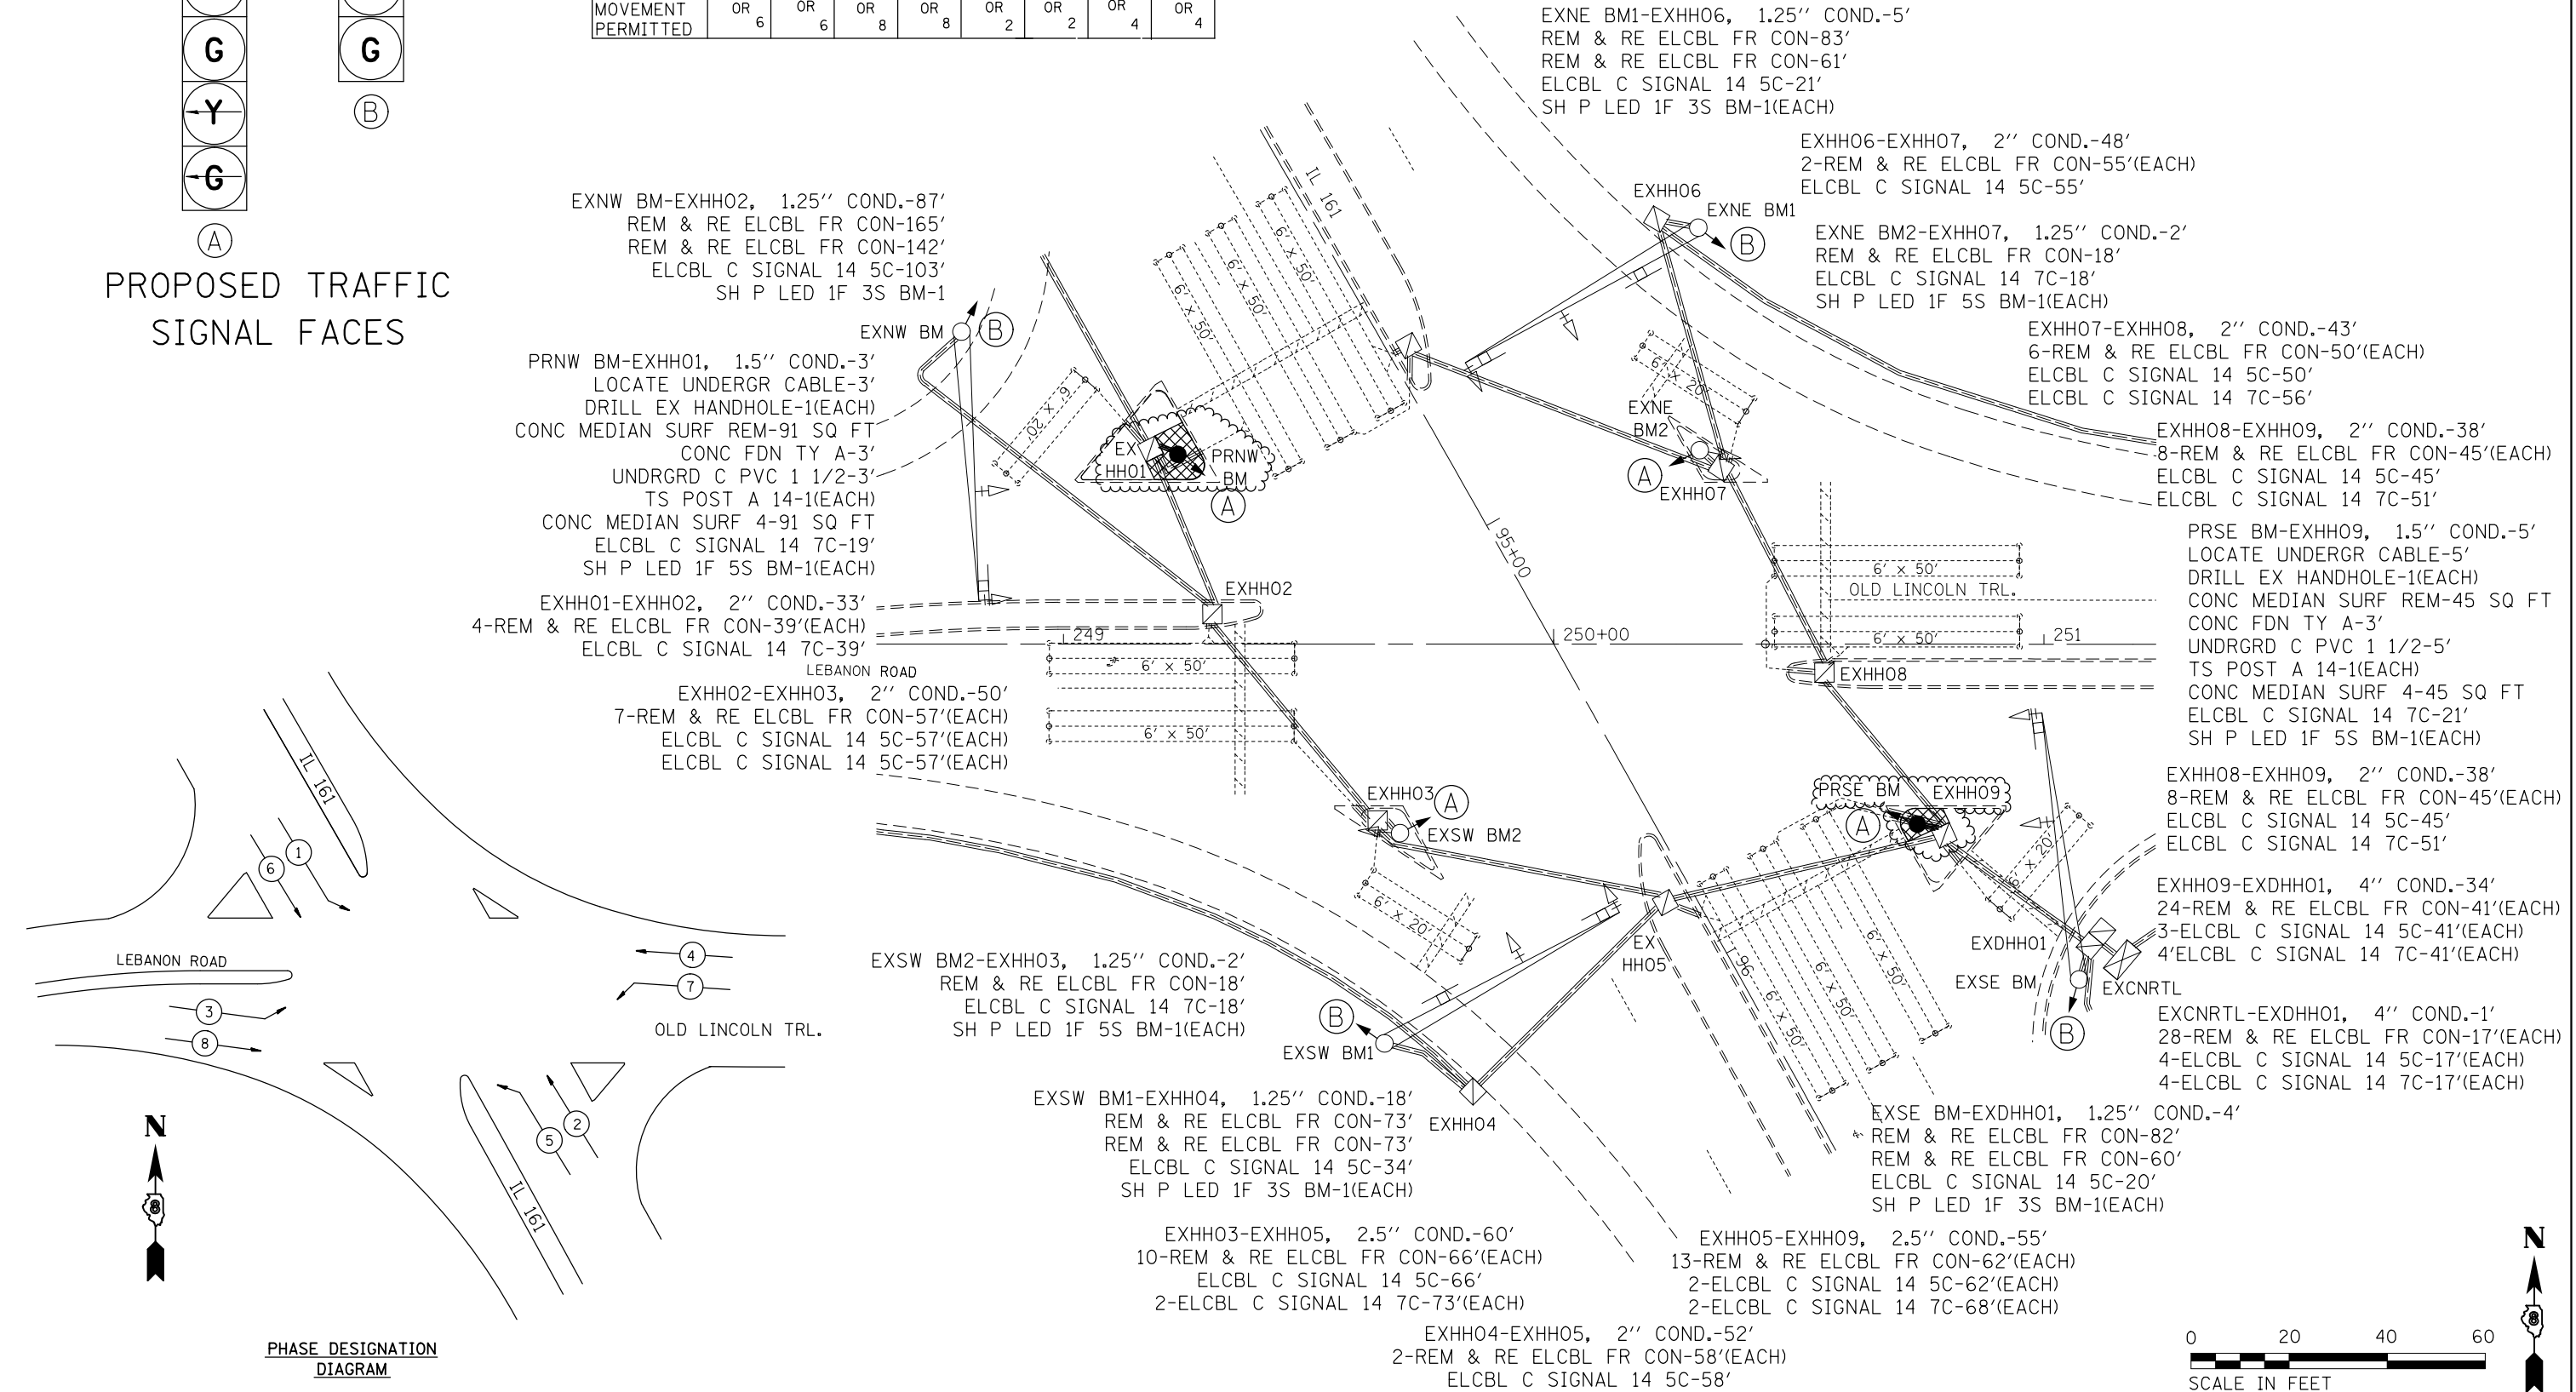 G
Y
G
A
G
B
PROPOSED TRAFFIC
SIGNAL FACES
MOVEMENT
PERMITTED
OR 6
OR 6
OR 8
OR 8
OR 2
OR 2
OR 4
OR 4
EXNE BM1-EXHH06, 1.25'' COND.-5'
REM & RE ELCBL FR CON-83'
REM & RE ELCBL FR CON-61'
ELCBL C SIGNAL 14 5C-21'
SH P LED 1F 3S BM-1(EACH)
EXHH06-EXHH07, 2'' COND.-48'
2-REM & RE ELCBL FR CON-55'(EACH)
ELCBL C SIGNAL 14 5C-55'
EXNE BM2-EXHH07, 1.25'' COND.-2'
REM & RE ELCBL FR CON-18'
ELCBL C SIGNAL 14 7C-18'
SH P LED 1F 5S BM-1(EACH)
EXHH07-EXHH08, 2'' COND.-43'
6-REM & RE ELCBL FR CON-50'(EACH)
ELCBL C SIGNAL 14 5C-50'
ELCBL C SIGNAL 14 7C-56'
EXHH08-EXHH09, 2'' COND.-38'
8-REM & RE ELCBL FR CON-45'(EACH)
ELCBL C SIGNAL 14 5C-45'
ELCBL C SIGNAL 14 7C-51'
PRSE BM-EXHH09, 1.5'' COND.-5'
LOCATE UNDERGR CABLE-5'
DRILL EX HANDHOLE-1(EACH)
CONC MEDIAN SURF REM-45 SQ FT
CONC FDN TY A-3'
UNDRGRD C PVC 1 1/2-5'
TS POST A 14-1(EACH)
CONC MEDIAN SURF 4-45 SQ FT
ELCBL C SIGNAL 14 7C-21'
SH P LED 1F 5S BM-1(EACH)
EXHH08-EXHH09, 2'' COND.-38'
8-REM & RE ELCBL FR CON-45'(EACH)
ELCBL C SIGNAL 14 5C-45'
ELCBL C SIGNAL 14 7C-51'
EXHH09-EXDHH01, 4'' COND.-34'
24-REM & RE ELCBL FR CON-41'(EACH)
3-ELCBL C SIGNAL 14 5C-41'(EACH)
4'ELCBL C SIGNAL 14 7C-41'(EACH)
EXCNRTL-EXDHH01, 4'' COND.-1'
28-REM & RE ELCBL FR CON-17'(EACH)
4-ELCBL C SIGNAL 14 5C-17'(EACH)
4-ELCBL C SIGNAL 14 7C-17'(EACH)
EXSE BM-EXDHH01, 1.25'' COND.-4'
REM & RE ELCBL FR CON-82'
REM & RE ELCBL FR CON-60'
ELCBL C SIGNAL 14 5C-20'
SH P LED 1F 3S BM-1(EACH)
EXNW BM-EXHH02, 1.25'' COND.-87'
REM & RE ELCBL FR CON-165'
REM & RE ELCBL FR CON-142'
ELCBL C SIGNAL 14 5C-103'
SH P LED 1F 3S BM-1
PRNW BM-EXHH01, 1.5'' COND.-3'
LOCATE UNDERGR CABLE-3'
DRILL EX HANDHOLE-1(EACH)
CONC MEDIAN SURF REM-91 SQ FT
CONC FDN TY A-3'
UNDRGRD C PVC 1 1/2-3'
TS POST A 14-1(EACH)
CONC MEDIAN SURF 4-91 SQ FT
ELCBL C SIGNAL 14 7C-19'
SH P LED 1F 5S BM-1(EACH)
EXHH01-EXHH02, 2'' COND.-33'
4-REM & RE ELCBL FR CON-39'(EACH)
ELCBL C SIGNAL 14 7C-39'
LEBANON ROAD
EXHH02-EXHH03, 2'' COND.-50'
7-REM & RE ELCBL FR CON-57'(EACH)
ELCBL C SIGNAL 14 5C-57'(EACH)
ELCBL C SIGNAL 14 5C-57'(EACH)
EXSW BM2-EXHH03, 1.25'' COND.-2'
REM & RE ELCBL FR CON-18'
ELCBL C SIGNAL 14 7C-18'
SH P LED 1F 5S BM-1(EACH)
EXSW BM1-EXHH04, 1.25'' COND.-18'
REM & RE ELCBL FR CON-73'
REM & RE ELCBL FR CON-73'
ELCBL C SIGNAL 14 5C-34'
SH P LED 1F 3S BM-1(EACH)
EXHH03-EXHH05, 2.5'' COND.-60'
10-REM & RE ELCBL FR CON-66'(EACH)
ELCBL C SIGNAL 14 5C-66'
2-ELCBL C SIGNAL 14 7C-73'(EACH)
EXHH05-EXHH09, 2.5'' COND.-55'
13-REM & RE ELCBL FR CON-62'(EACH)
2-ELCBL C SIGNAL 14 5C-62'(EACH)
2-ELCBL C SIGNAL 14 7C-68'(EACH)
EXHH04-EXHH05, 2'' COND.-52'
2-REM & RE ELCBL FR CON-58'(EACH)
ELCBL C SIGNAL 14 5C-58'
IL 161
6' X 50'
6' X 50'
6' X 50'
EXHH06
EXNE BM1
B
EXNW BM
B
6' X 20'
EX
HH01
PRNW
BM
A
6' X 20'
EXNE
BM2
A
EXHH07
EXHH02
249
250+00
251
195+00
6' X 50'
6' X 50'
6' X 50'
OLD LINCOLN TRL.
6' X 50'
EXHH08
EXHH03
A
EXSW BM2
6' X 20'
PRSE BM
EXHH09
A
6' X 20'
EX
HH05
196
6' X 50'
6' X 50'
6' X 50'
EXDHH01
EXSE BM
EXCNRTL
B
B
EXSW BM1
EXHH04
IL 161
1
6
LEBANON ROAD
4
7
3
8
OLD LINCOLN TRL.
2
5
IL 161
N
8
PHASE DESIGNATION
DIAGRAM
N
8
0 20 40 60
SCALE IN FEET